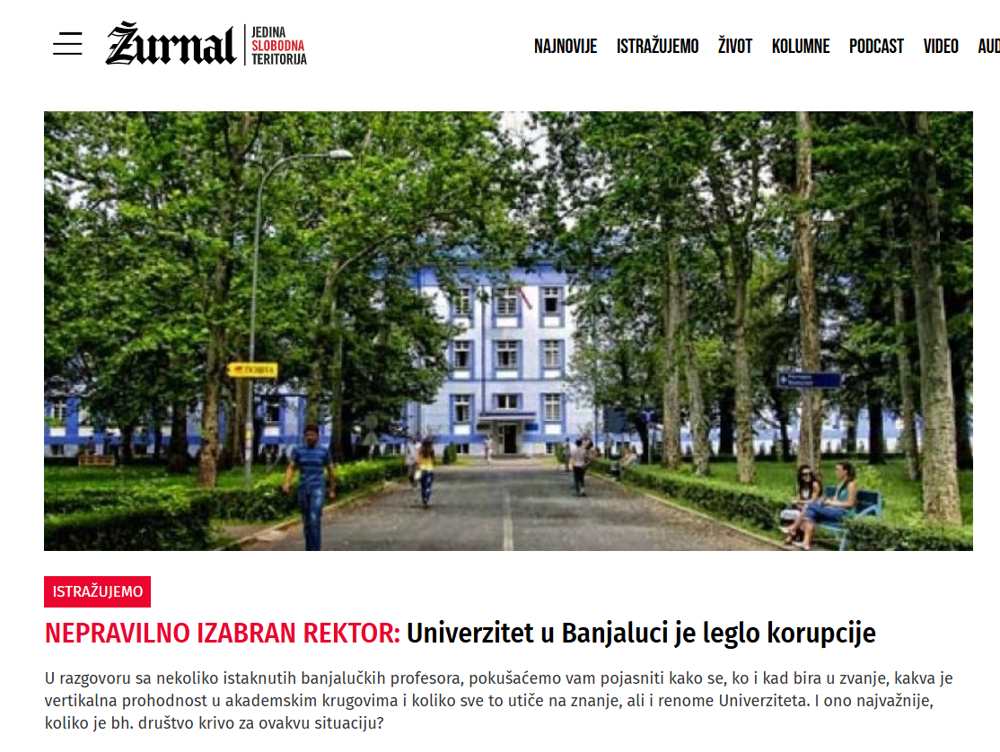 Žurnal
JEDINA
SLOBODNA
TERITORIJA
NAJNOVIJE ISTRAŽUJEMO ŽIVOT KOLUMNE PODCAST VIDEO AUD
ПОШТА
ISTRAŽUJEMO
NEPRAVILNO IZABRAN REKTOR: Univerzitet u Banjaluci je leglo korupcije
U razgovoru sa nekoliko istaknutih banjalučkih profesora, pokušaćemo vam pojasniti kako se, ko i kad bira u zvanje, kakva je
vertikalna prohodnost u akademskim krugovima i koliko sve to utiče na znanje, ali i renome Univerziteta. I ono najvažnije,
koliko je bh. društvo krivo za ovakvu situaciju?